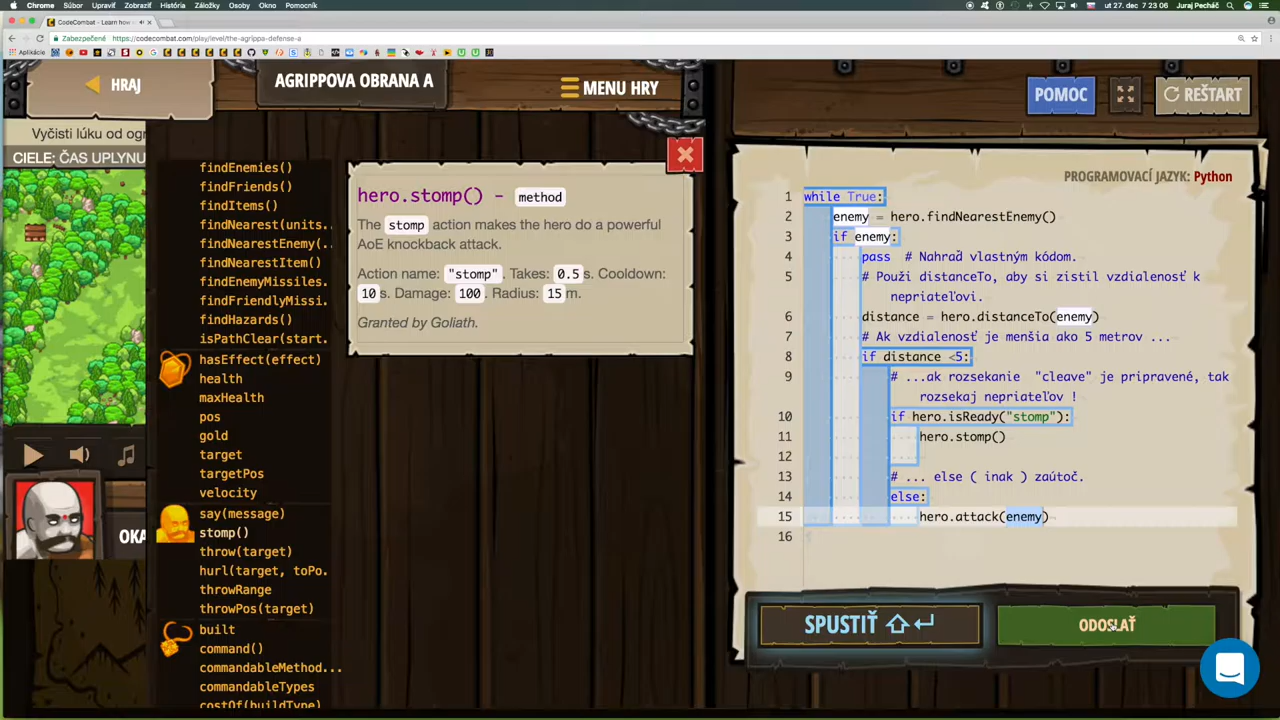 Chrome Súbor Upraviť Zobraziť História Záložky Osoby Okno Pomocník
ut 27. dec 7 23 06 Juraj Pecháč
CodeCombat - Learn how
Zabezpečené https://codecombat.com/play/level/the-agrippa-defense-a
Aplikácie
HRAJ
AGRIPPOVA OBRANA A
MENU HRY
POMOC
REŠTART
Vyčisti lúku od ogr
CIELE: ČAS UPLYNU
OKA
findEnemies()
findFriends()
findItems()
findNearest(units.
findNearestEnemy(..
findNearestItem()
findEnemyMissiles.
findFriendlyMissi.
findHazards()
isPathClear(start.
hasEffect(effect)
health
maxHealth
pos
gold
target
targetPos
velocity
say(message)
stomp()
throw(target)
hurl(target, toPo.
throwRange
throwPos(target)
built
command()
commandableMethod...
commandableTypes
costOf(buildType)
hero.stomp() – method
The stomp action makes the hero do a powerful
AoE knockback attack.
Action name: "stomp". Takes: 0.5 s. Cooldown:
10 s. Damage: 100. Radius: 15 m.
Granted by Goliath.
PROGRAMOVACÍ JAZYK: Python
1 while True:
2 enemy = hero.findNearestEnemy()
3 if enemy:
4 pass # Nahraď vlastným kódom.
5 # Použi distanceTo, aby si zistil vzdialenosť k
nepriateľovi.
6 distance = hero.distanceTo(enemy)
7 # Ak vzdialenosť je menšia ako 5 metrov ...
8 if distance <5:
9 # ...ak rozsekanie "cleave" je pripravené, tak
rozsekaj nepriateľov !
10 if hero.isReady("stomp"):
11 hero.stomp()
12
13 # ... else ( inak ) zaútoč.
14 else:
15 hero.attack(enemy)
16
SPUSTIŤ
ODOSLAŤ